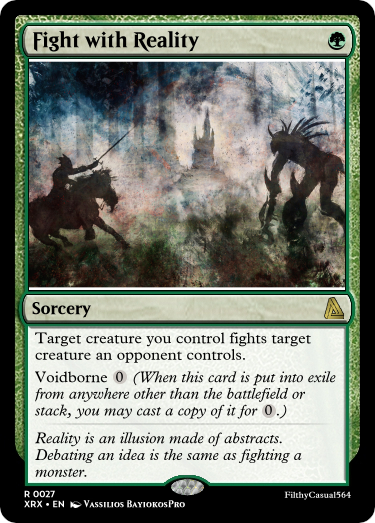 Fight with Reality
Sorcery
Target creature you control fights target
creature an opponent controls.
Voidborne 0 (When this card is put into exile
from anywhere other than the battlefield or
stack, you may cast a copy of it for 0.)
Reality is an illusion made of abstracts.
Debating an idea is the same as fighting a
monster.
R 0027
XRX • EN Vassilios BayiokosPro
FilthyCasual564